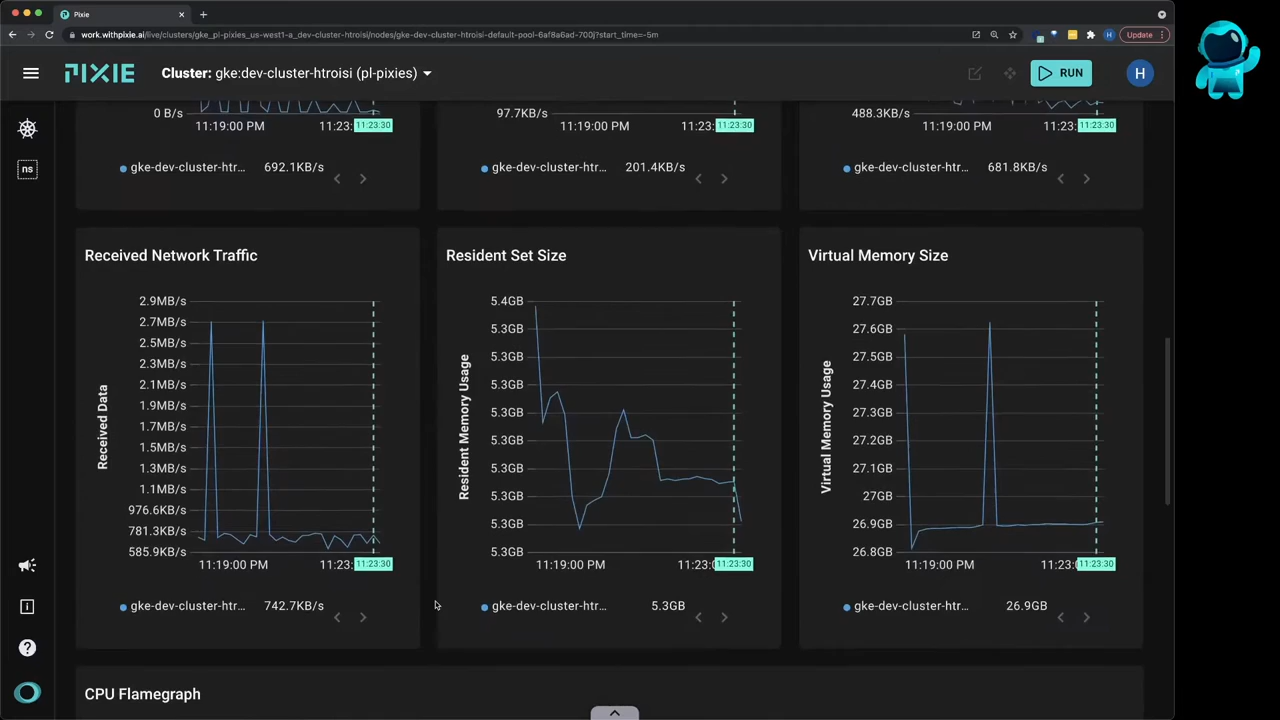 Pixie
work.withpixie.ai/live/clusters/gke_pl-pixies_us-west1-a_dev-cluster-htroisi/nodes/gke-dev-cluster-htroisi-default-pool-6af8a6ad-700j?start_time=-5m
H
Update
PIXIE
Cluster: gke:dev-cluster-htroisi (pl-pixies)
RUN
H
ns
0 B/s
11:19:00 PM
11:23:
11:23:30
gke-dev-cluster-htr...
692.1KB/s
97.7KB/s
11:19:00 PM
11:23:
11:23:30
gke-dev-cluster-htr...
201.4KB/s
488.3KB/s
11:19:00 PM
11:23:
11:23:30
gke-dev-cluster-htr...
681.8KB/s
Received Network Traffic
Received Data
2.9MB/s
2.7MB/s
2.5MB/s
2.3MB/s
2.1MB/s
1.9MB/s
1.7MB/s
1.5MB/s
1.3MB/s
1.1MB/s
976.6KB/s
781.3KB/s
585.9KB/s
11:19:00 PM
11:23:
11:23:30
gke-dev-cluster-htr...
742.7KB/s
Resident Set Size
Resident Memory Usage
5.4GB
5.3GB
5.3GB
5.3GB
5.3GB
5.3GB
5.3GB
5.3GB
5.3GB
5.3GB
11:19:00 PM
11:23:0
11:23:30
gke-dev-cluster-htr...
5.3GB
Virtual Memory Size
Virtual Memory Usage
27.7GB
27.6GB
27.5GB
27.4GB
27.3GB
27.2GB
27.1GB
27GB
26.9GB
26.8GB
11:19:00 PM
11:23:
11:23:30
gke-dev-cluster-htr...
26.9GB
CPU Flamegraph